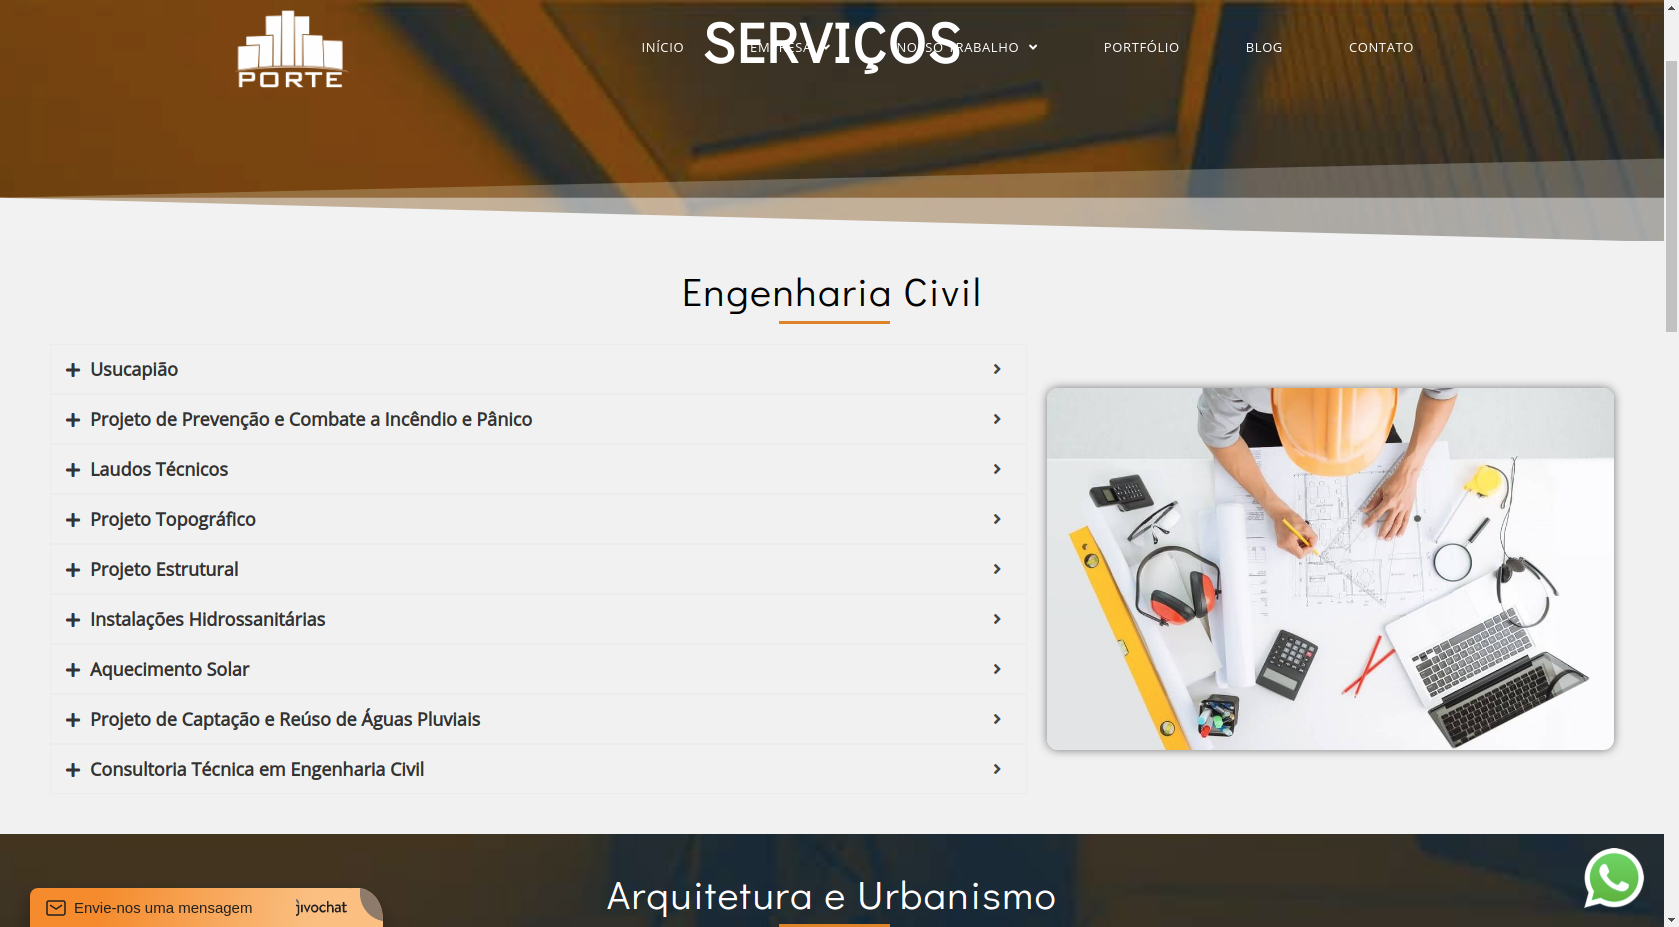 PORTE
INÍCIO
EMPRESA
NOSSO TRABALHO
PORTFÓLIO
BLOG
CONTATO
SERVIÇOS
Engenharia Civil
Usucapião
Projeto de Prevenção e Combate a Incêndio e Pânico
Laudos Técnicos
Projeto Topográfico
Projeto Estrutural
Instalações Hidrossanitárias
Aquecimento Solar
Projeto de Captação e Reúso de Águas Pluviais
Consultoria Técnica em Engenharia Civil
Arquitetura e Urbanismo
Envie-nos uma mensagem
jivochat